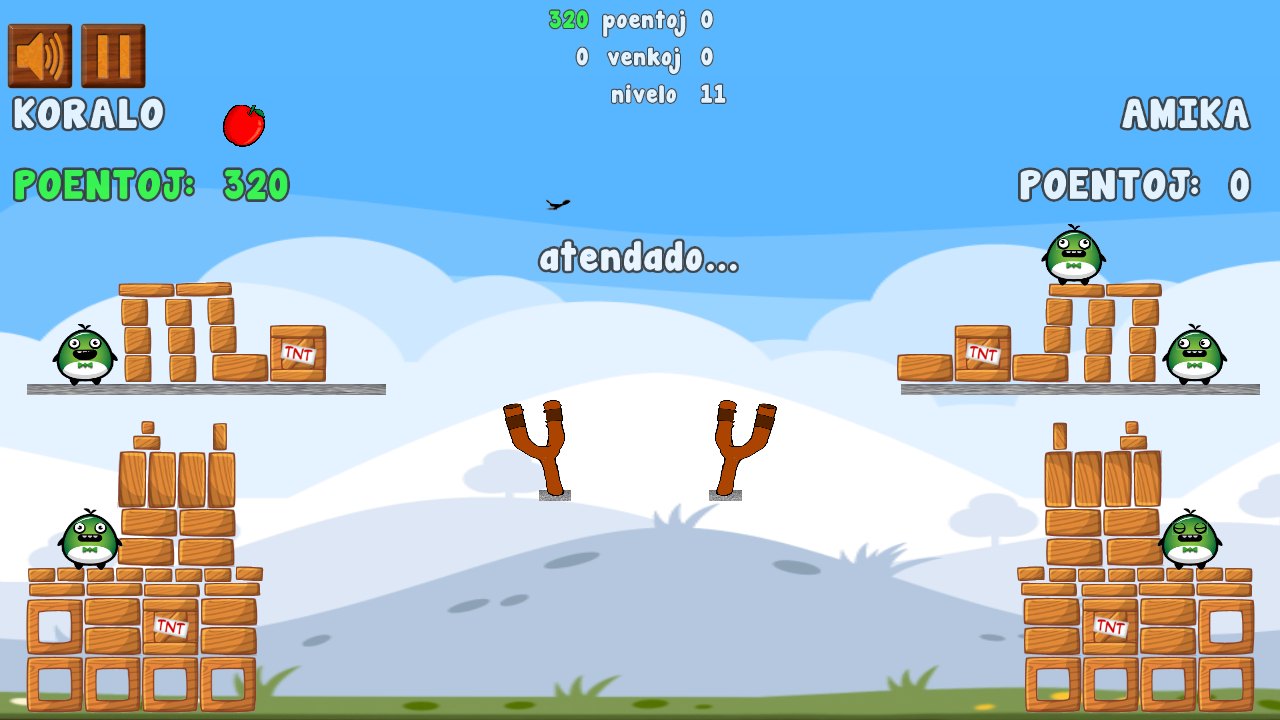 320 poentoj 0
0 venkoj 0
nivelo 11
KORALO
AMIKA
POENTOJ: 320
POENTOJ: 0
atendado...
TNT
TNT
TNT
TNT